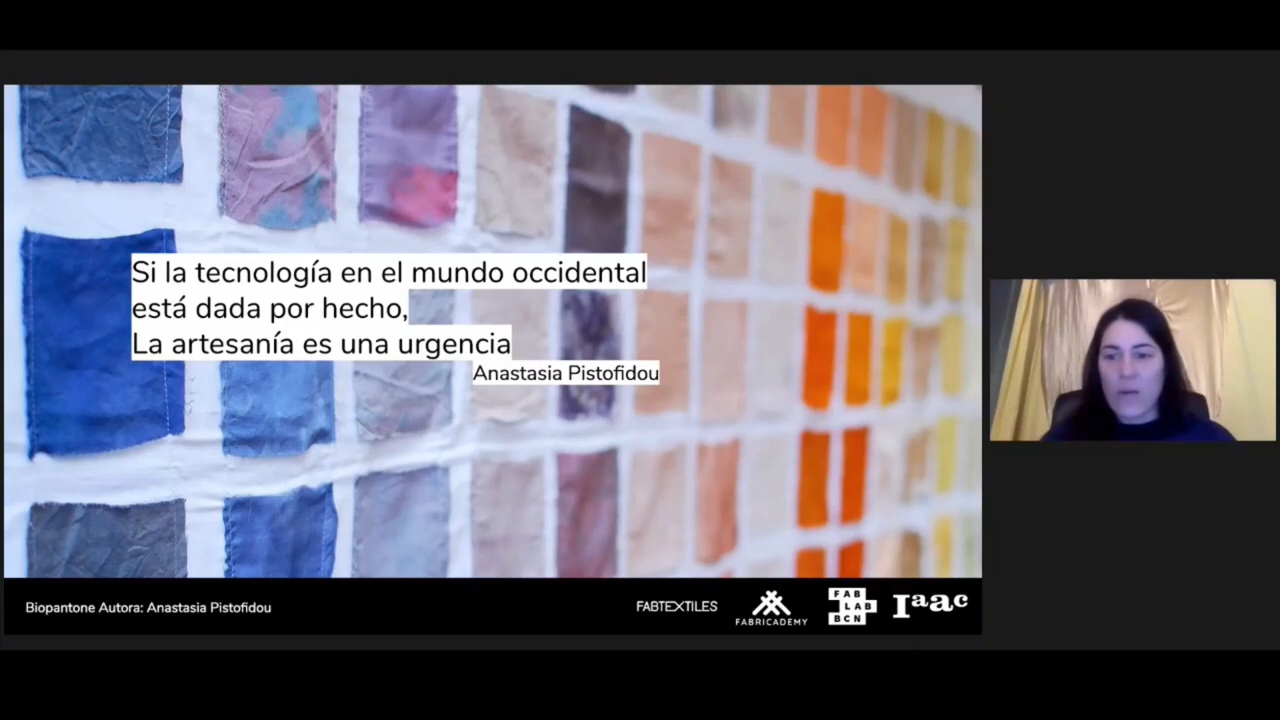 Si la tecnología en el mundo occidental
está dada por hecho,
La artesanía es una urgencia
Anastasia Pistofidou
Biopantone Autora: Anastasia Pistofidou
FABTEXTILES
FABRICADEMY
FAB
LAB
BCN
Iaac